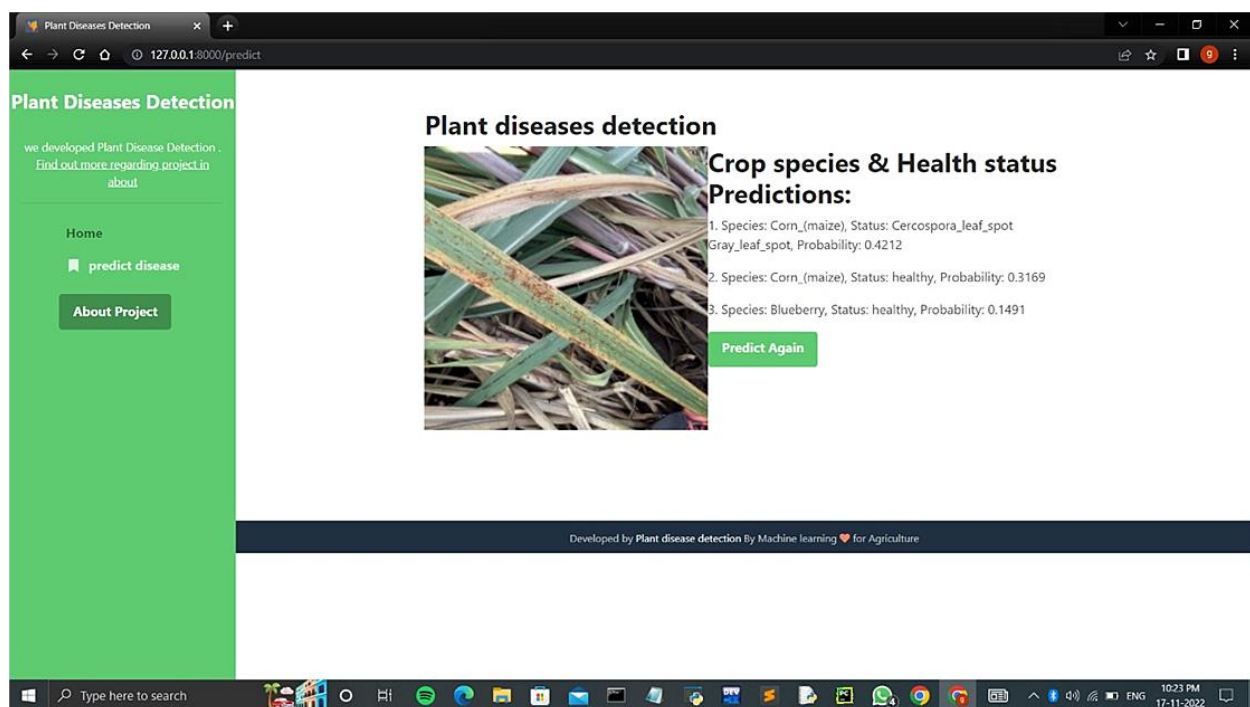 Plant Diseases Detection
127.0.0.1:8000/predict
g
Plant Diseases Detection
we developed Plant Disease Detection .
Find out more regarding project in
about
Home
predict disease
About Project
Plant diseases detection
Crop species & Health status
Predictions:
1. Species: Corn_(maize), Status: Cercospora_leaf_spot
Gray_leaf_spot, Probability: 0.4212
2. Species: Corn_(maize), Status: healthy, Probability: 0.3169
3. Species: Blueberry, Status: healthy, Probability: 0.1491
Predict Again
Developed by Plant disease detection By Machine learning ❤ for Agriculture
Type here to search
DEV
4
ENG
10:23 PM
17-11-2022